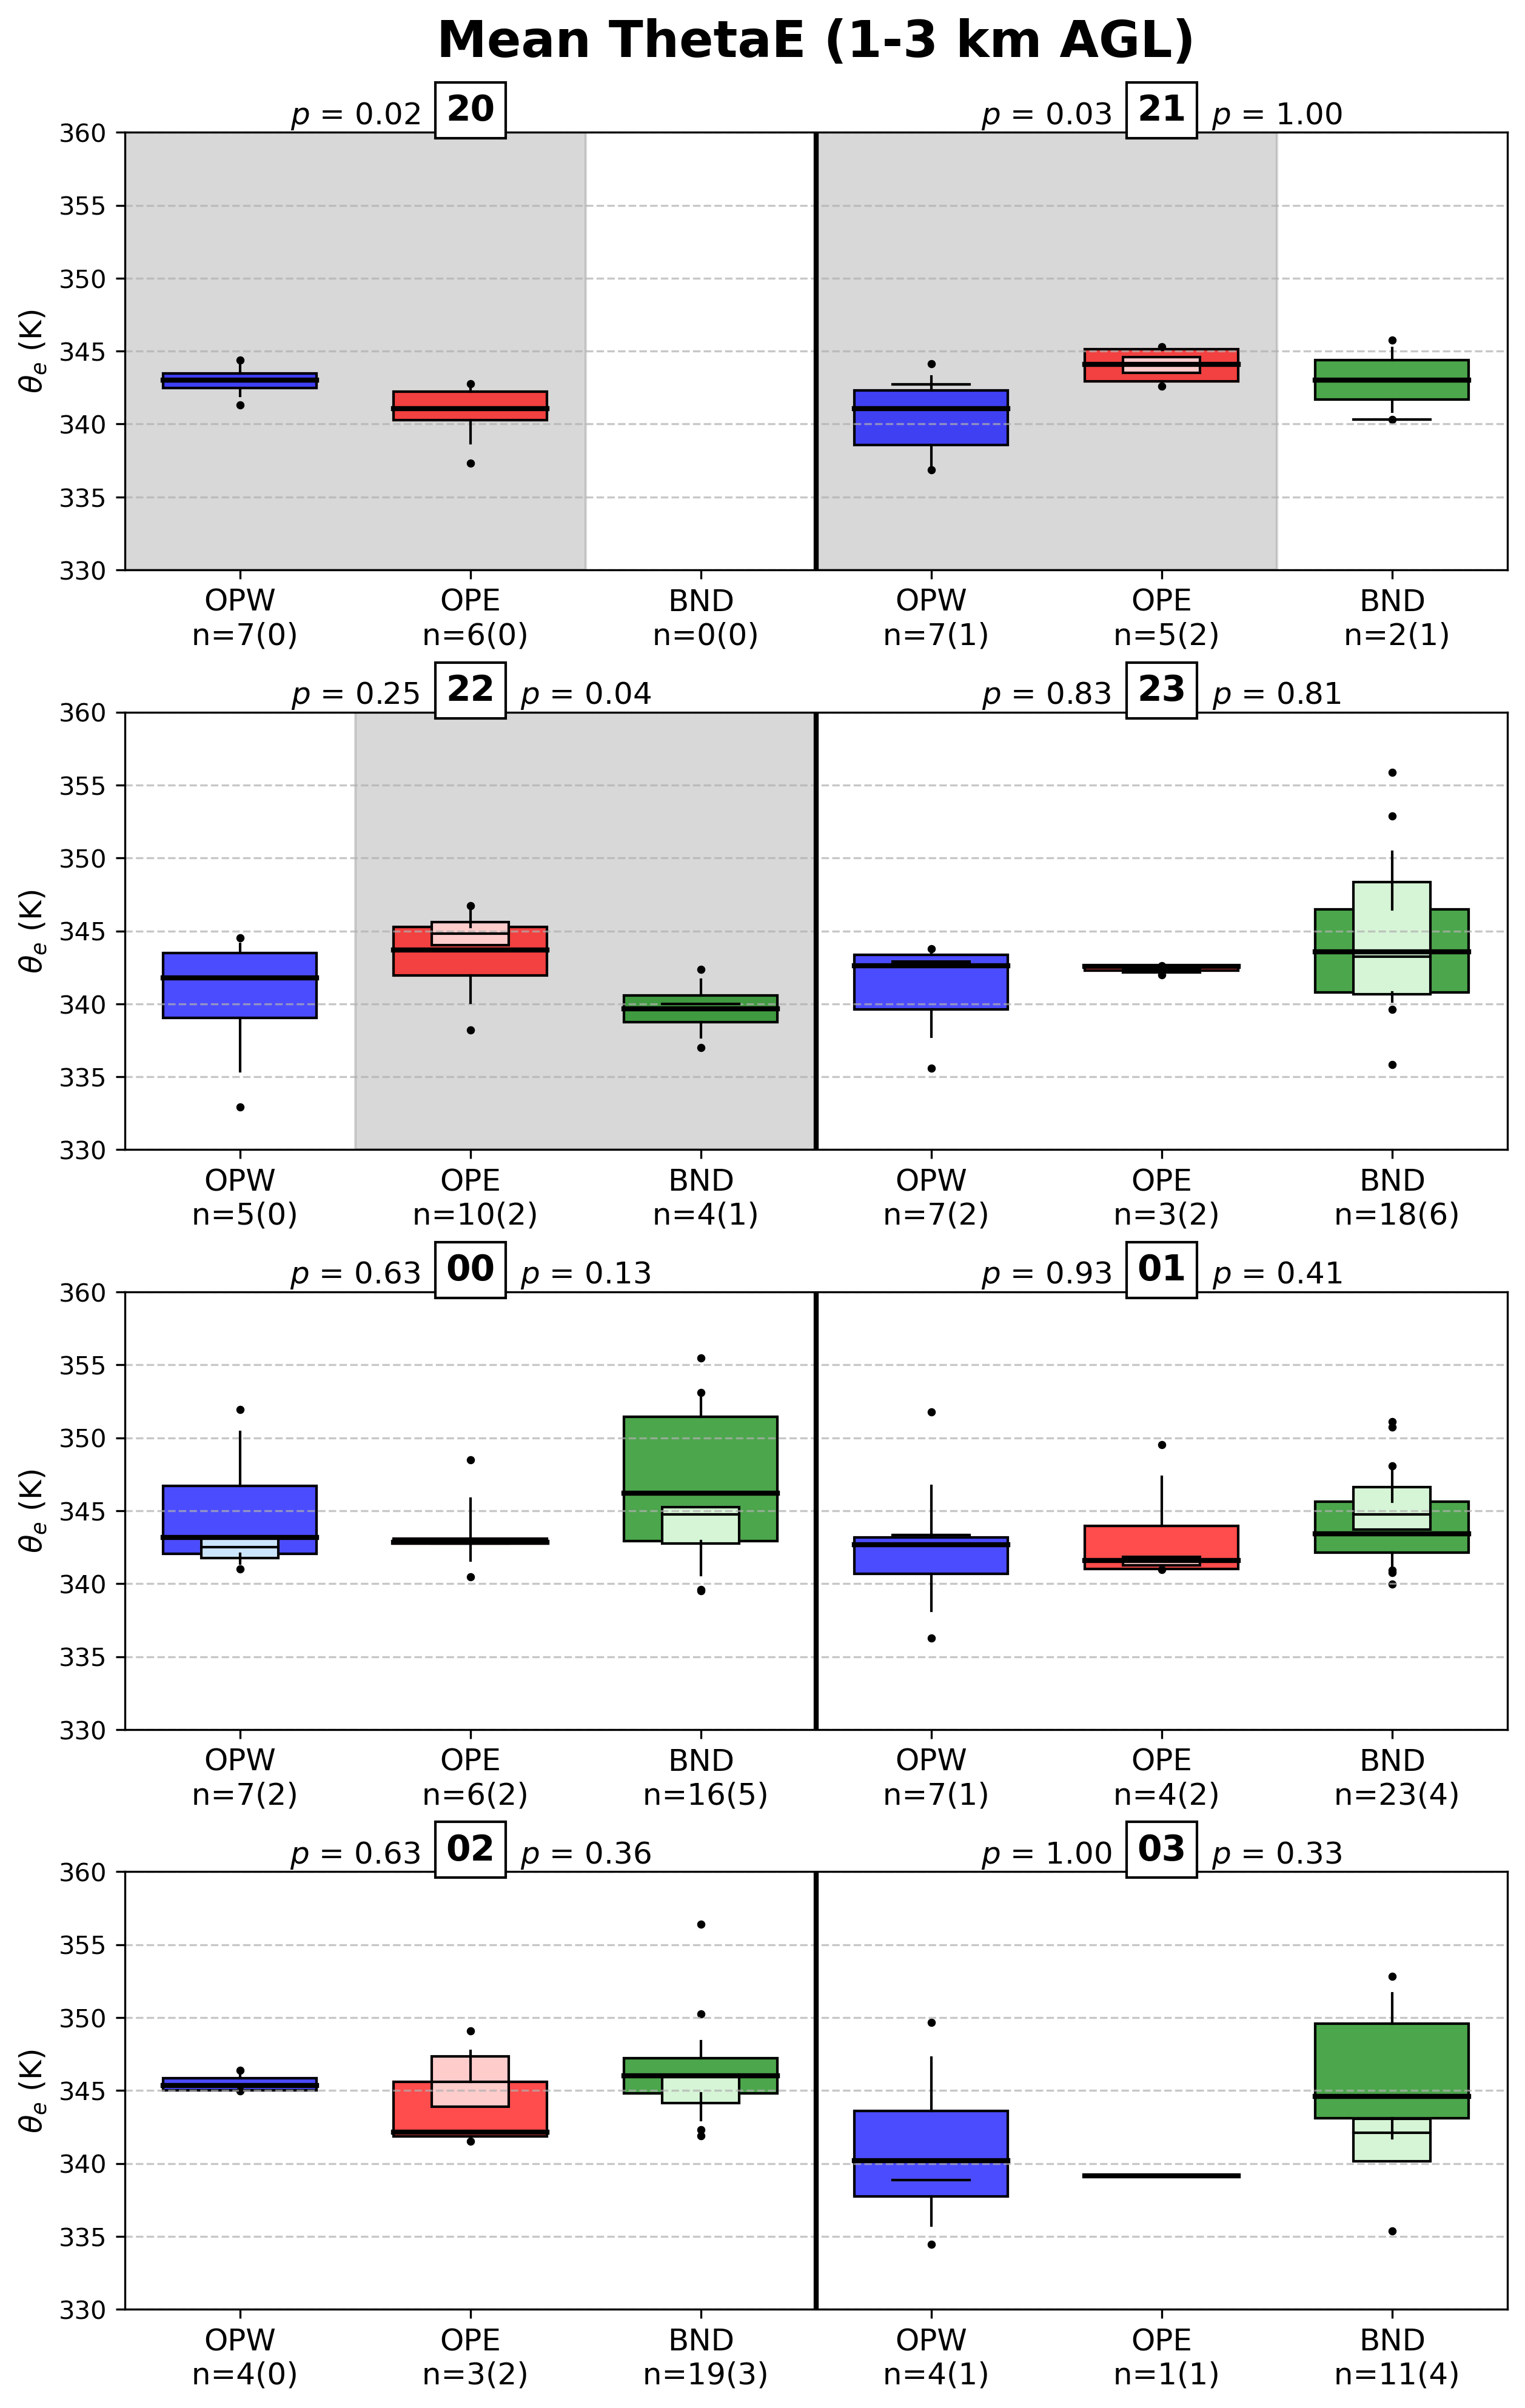 Mean ThetaE (1-3 km AGL)
p = 0.02 20
p = 0.03 21 p = 1.00
360
355
350
345
340
335
330
θe (K)
OPW OPE BND OPW OPE BND
n=7(0) n=6(0) n=0(0) n=7(1) n=5(2) n=2(1)
p = 0.25 22 p = 0.04
p = 0.83 23 p = 0.81
360
355
350
345
340
335
330
θe (K)
OPW OPE BND OPW OPE BND
n=5(0) n=10(2) n=4(1) n=7(2) n=3(2) n=18(6)
p = 0.63 00 p = 0.13
p = 0.93 01 p = 0.41
360
355
350
345
340
335
330
θe (K)
OPW OPE BND OPW OPE BND
n=7(2) n=6(2) n=16(5) n=7(1) n=4(2) n=23(4)
p = 0.63 02 p = 0.36
p = 1.00 03 p = 0.33
360
355
350
345
340
335
330
θe (K)
OPW OPE BND OPW OPE BND
n=4(0) n=3(2) n=19(3) n=4(1) n=1(1) n=11(4)